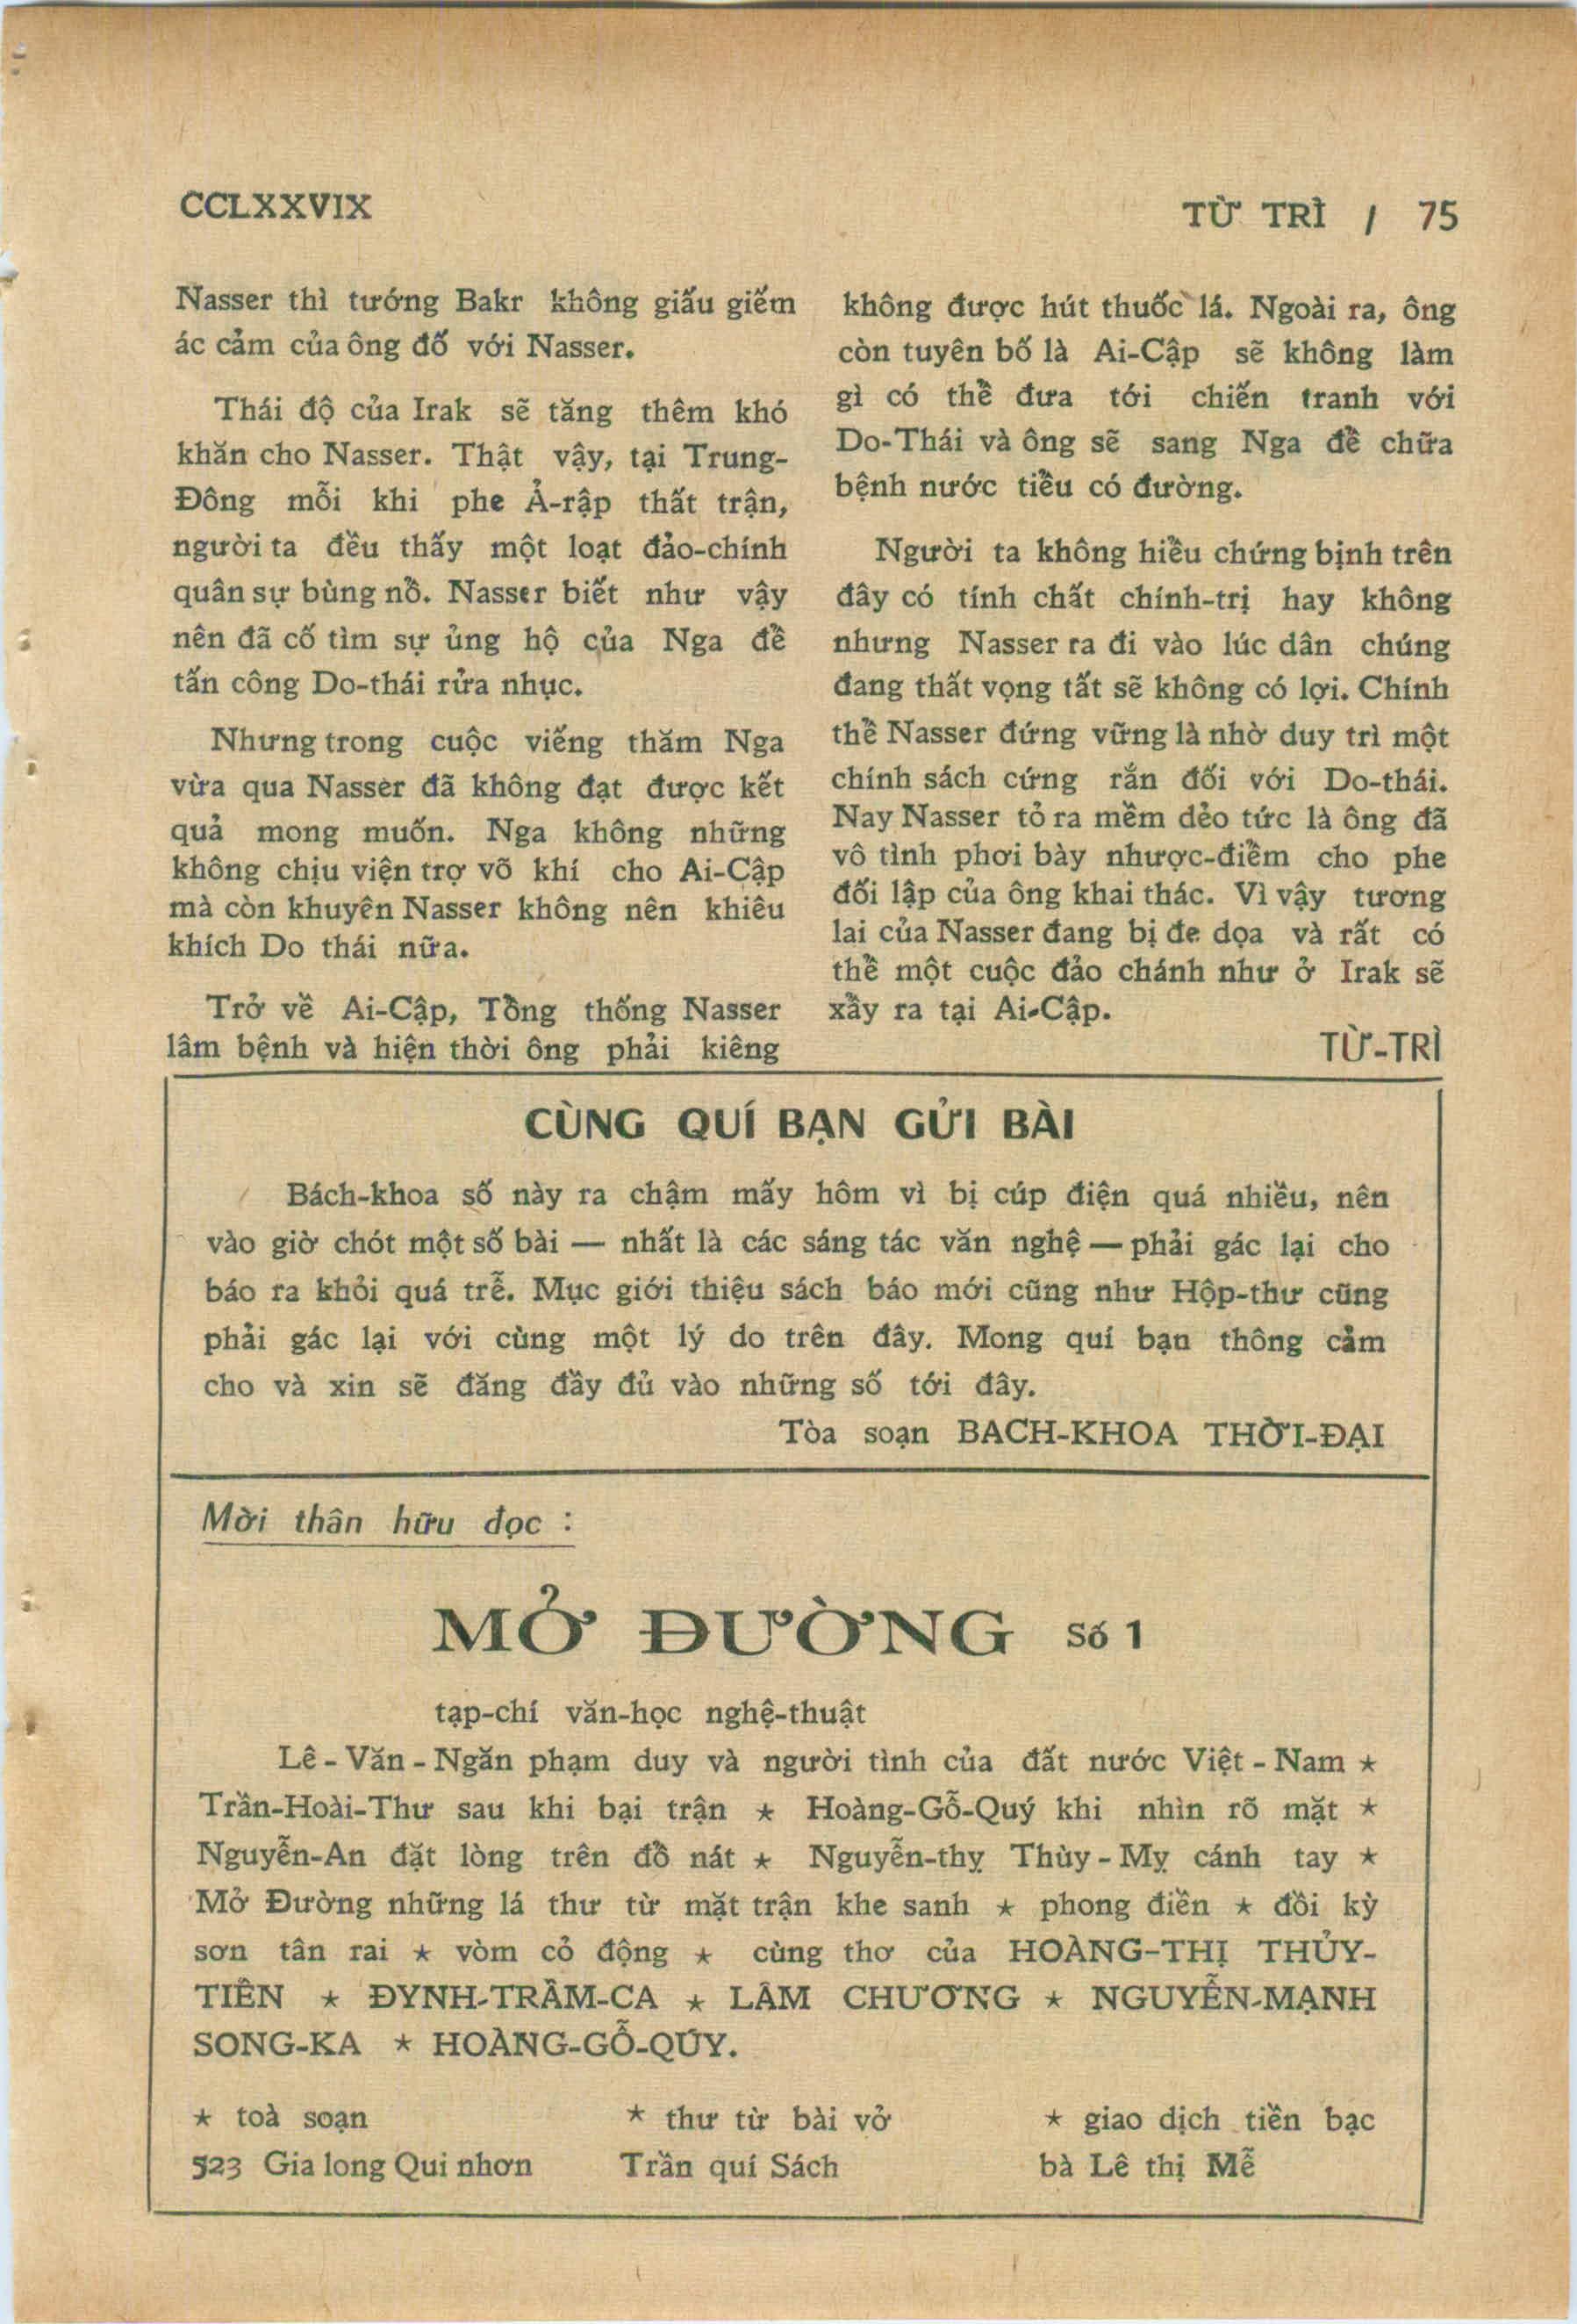 CCLXXVIX
TỪ TRÌ / 75
Nasser thì tướng Bakr không giấu giếm
ác cảm của ông đố với Nasser.
Thái độ của Irak sẽ tăng thêm khó
khăn cho Nasser. Thật vậy, tại Trung-
Đông mỗi khi phe Ả-rập thất trận,
người ta đều thấy một loạt đảo-chính
quân sự bùng nổ. Nasser biết như vậy
nên đã cố tìm sự ủng hộ của Nga để
tấn công Do-thái rửa nhục.
Nhưng trong cuộc viếng thăm Nga
vừa qua Nasser đã không đạt được kết
quả mong muốn. Nga không những
không chịu viện trợ võ khí cho Ai-Cập
mà còn khuyên Nasser không nên khiêu
khích Do thái nữa.
Trở về Ai-Cập, Tổng thống Nasser
lâm bệnh và hiện thời ông phải kiêng
không được hút thuốc lá. Ngoài ra, ông
còn tuyên bố là Ai-Cập sẽ không làm
gì có thể đưa tới chiến tranh với
Do-Thái và ông sẽ sang Nga để chữa
bệnh nước tiểu có đường.
Người ta không hiểu chứng bịnh trên
đây có tính chất chính-trị hay không
nhưng Nasser ra đi vào lúc dân chúng
đang thất vọng tất sẽ không có lợi. Chính
thể Nasser đứng vững là nhờ duy trì một
chính sách cứng rắn đối với Do-thái.
Nay Nasser tỏ ra mềm dẻo tức là ông đã
vô tình phơi bày nhược-điểm cho phe
đối lập của ông khai thác. Vì vậy tương
lai của Nasser đang bị đe dọa và rất có
thể một cuộc đảo chánh như ở Irak sẽ
xẩy ra tại Ai-Cập.
TỪ-TRÌ
CÙNG QUÍ BẠN GỬI BÀI
Bách-khoa số này ra chậm mấy hôm vì bị cúp điện quá nhiều, nên
vào giờ chót một số bài — nhất là các sáng tác văn nghệ — phải gác lại cho
báo ra khỏi quá trễ. Mục giới thiệu sách báo mới cũng như Hộp-thư cũng
phải gác lại với cùng một lý do trên đây. Mong quí bạn thông cảm
cho và xin sẽ đăng đầy đủ vào những số tới đây.
Tòa soạn BACH-KHOA THỜI-ĐẠI
Mời thân hữu đọc :
MỞ ĐƯỜNG Số 1
tạp-chí văn-học nghệ-thuật
Lê - Văn - Ngăn phạm duy và người tình của đất nước Việt - Nam ★
Trần-Hoài-Thư sau khi bại trận ★ Hoàng-Gỗ-Quý khi nhìn rõ mặt ★
Nguyễn-An đặt lòng trên đổ nát ★ Nguyễn-thỵ Thùy - Mỵ cánh tay ★
Mở Đường những lá thư từ mặt trận khe sanh ★ phong điền ★ đồi kỳ
sơn tân rai ★ vòm cỏ động ★ cùng thơ của HOÀNG-THỊ THỦY-
TIÊN ★ ĐYNH-TRẦM-CA ★ LÂM CHƯƠNG ★ NGUYỄN-MẠNH
SONG-KA ★ HOÀNG-GỖ-QÚY.
★ toà soạn ★ thư từ bài vở ★ giao dịch tiền bạc
523 Gia long Qui nhơn Trần quí Sách bà Lê thị Mễ